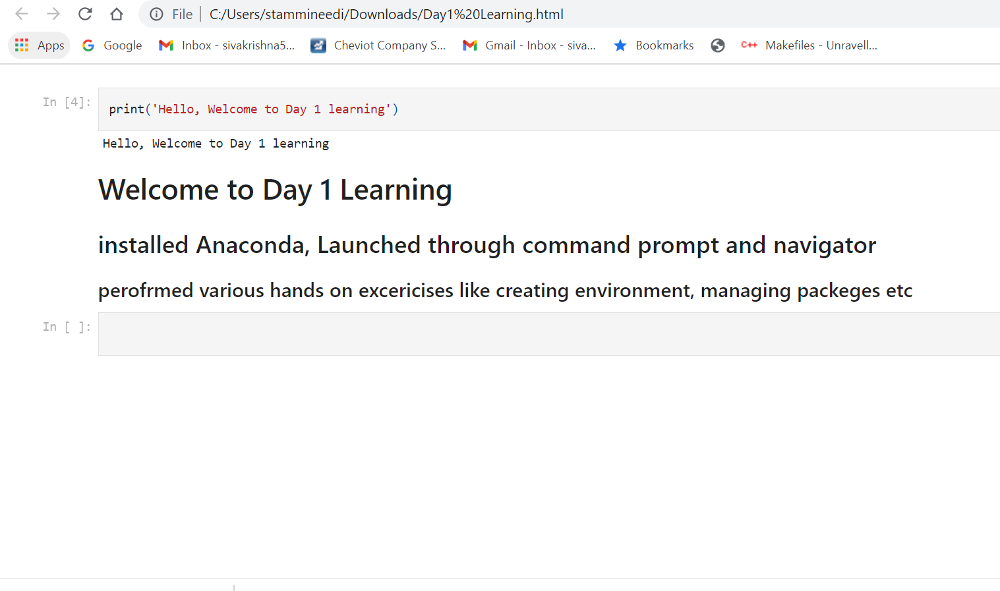 File | C:/Users/stammineedi/Downloads/Day1%20Learning.html
Apps Google Inbox - sivakrishna5... Cheviot Company S... Gmail - Inbox - siva... Bookmarks C++ Makefiles - Unravell...
In [4]: print('Hello, Welcome to Day 1 learning')
Hello, Welcome to Day 1 learning
Welcome to Day 1 Learning
installed Anaconda, Launched through command prompt and navigator
perofrmed various hands on excericises like creating environment, managing packeges etc
In [ ]: